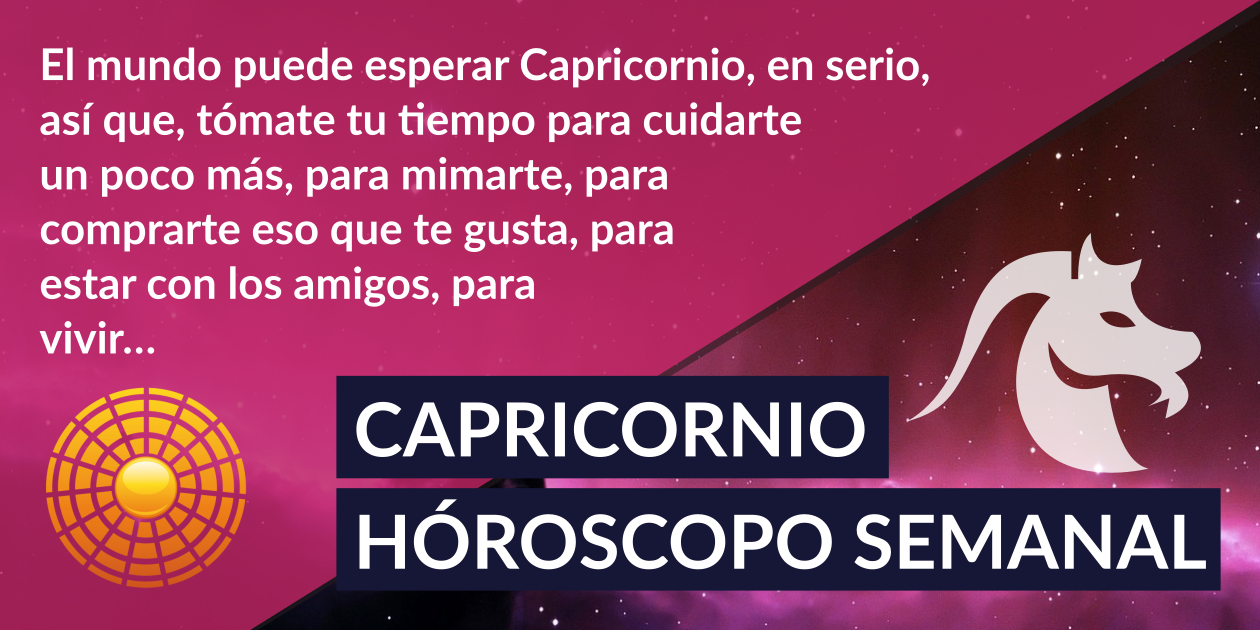 El mundo puede esperar Capricornio, en serio,
así que, tómate tu tiempo para cuidarte
un poco más, para mimarte, para
comprarte eso que te gusta, para
estar con los amigos, para
vivir...
CAPRICORNIO
HÓROSCOPO SEMANAL